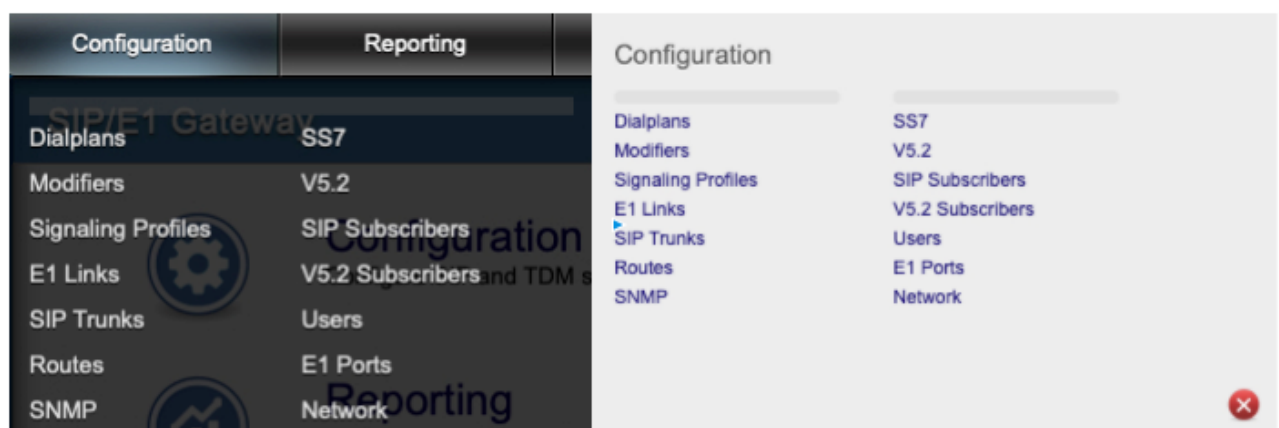 Configuration Reporting
SIP/E1 Gateway
Dialplans SS7
Modifiers V5.2
Signaling Profiles SIP Subscribers
Configuration
E1 Links V5.2 Subscribers
and TDM s
SIP Trunks Users
Routes E1 Ports
Reporting
SNMP Network
Configuration
Dialplans SS7
Modifiers V5.2
Signaling Profiles SIP Subscribers
E1 Links V5.2 Subscribers
SIP Trunks Users
Routes E1 Ports
SNMP Network